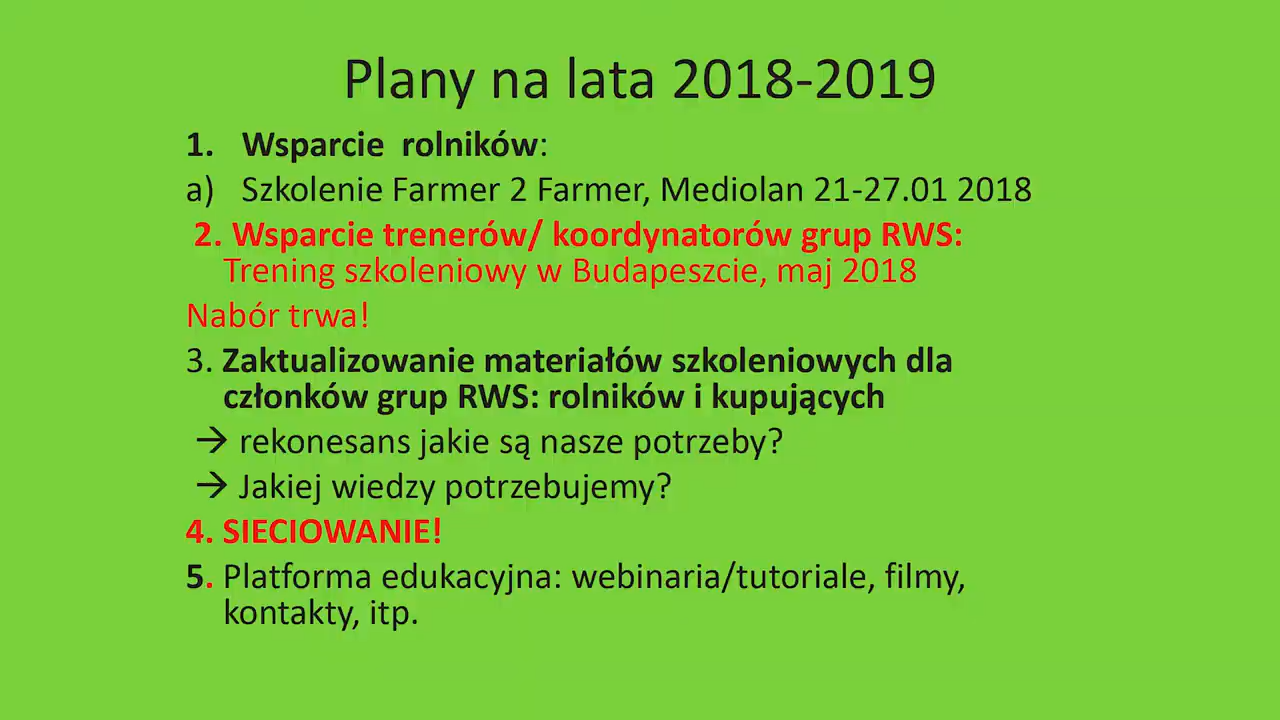 Plany na lata 2018-2019
1. Wsparcie rolników:
a) Szkolenie Farmer 2 Farmer, Mediolan 21-27.01 2018
2. Wsparcie trenerów/ koordynatorów grup RWS:
Trening szkoleniowy w Budapeszcie, maj 2018
Nabór trwa!
3. Zaktualizowanie materiałów szkoleniowych dla
członków grup RWS: rolników i kupujących
→ rekonesans jakie są nasze potrzeby?
→ Jakiej wiedzy potrzebujemy?
4. SIECIOWANIE!
5. Platforma edukacyjna: webinaria/tutoriale, filmy,
kontakty, itp.